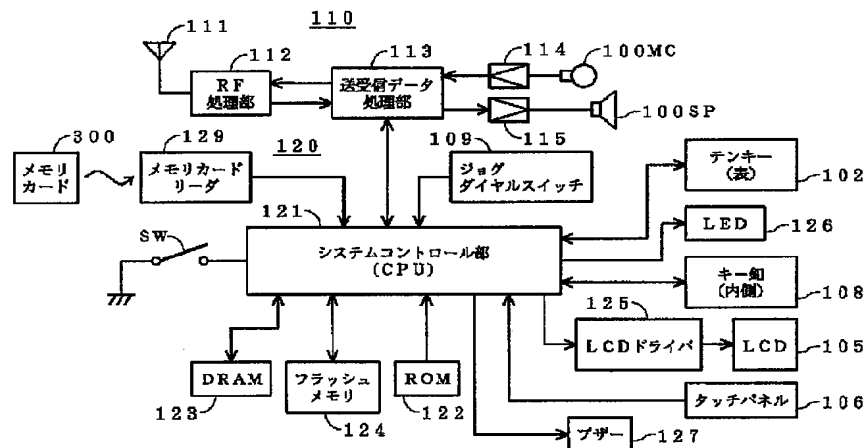 110
111
112
113
114
100MC
RF
処理部
送受信データ
処理部
100SP
115
300
129
120
109
メモリ
カード
メモリカード
リーダ
ジョグ
ダイヤルスイッチ
テンキー
(表)
102
121
SW
システムコントロール部
(CPU)
LED
126
キー
(内側)
108
125
LCDドライバ
LCD
105
DRAM
123
フラッシュ
メモリ
124
ROM
122
タッチパネル
106
ブザー
127